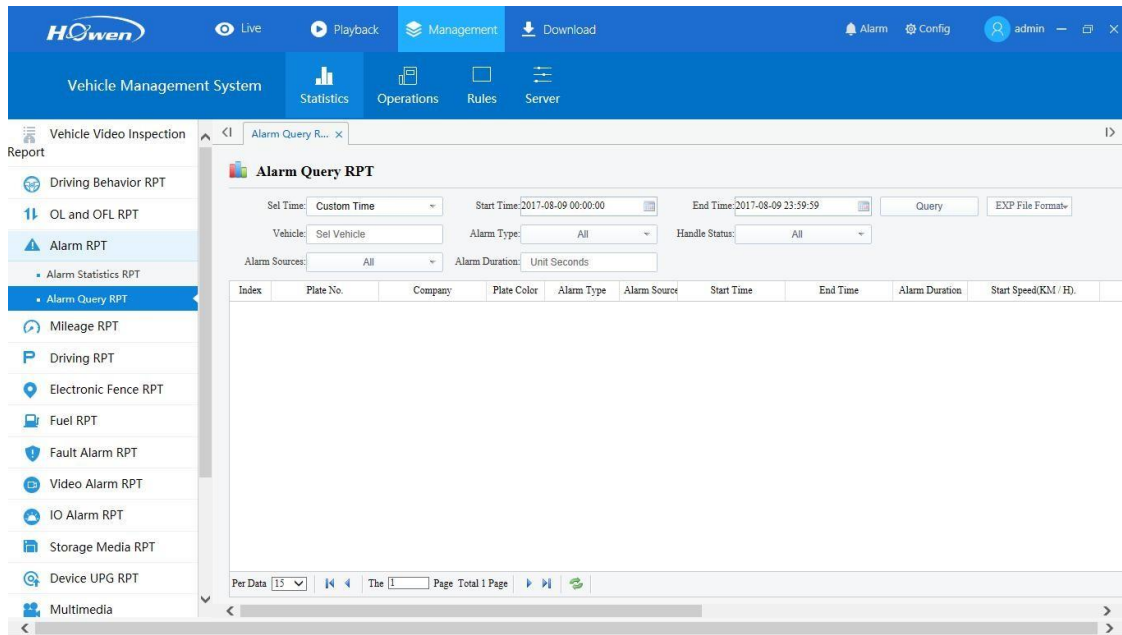 Howen
Live
Playback
Management
Download
Alarm
Config
admin
Vehicle Management System
Statistics
Operations
Rules
Server
Vehicle Video Inspection
Report
Driving Behavior RPT
OL and OFL RPT
Alarm RPT
Alarm Statistics RPT
Alarm Query RPT
Mileage RPT
Driving RPT
Electronic Fence RPT
Fuel RPT
Fault Alarm RPT
Video Alarm RPT
IO Alarm RPT
Storage Media RPT
Device UPG RPT
Multimedia
Alarm Query R... ×
Alarm Query RPT
Sel Time: Custom Time Start Time: 2017-08-09 00:00:00 End Time: 2017-08-09 23:59:59 Query EXP File Format
Vehicle: Sel Vehicle Alarm Type: All Handle Status: All
Alarm Sources: All Alarm Duration: Unit Seconds
Index Plate No. Company Plate Color Alarm Type Alarm Source Start Time End Time Alarm Duration Start Speed(KM / H).
Per Data 15 The 1 Page Total 1 Page